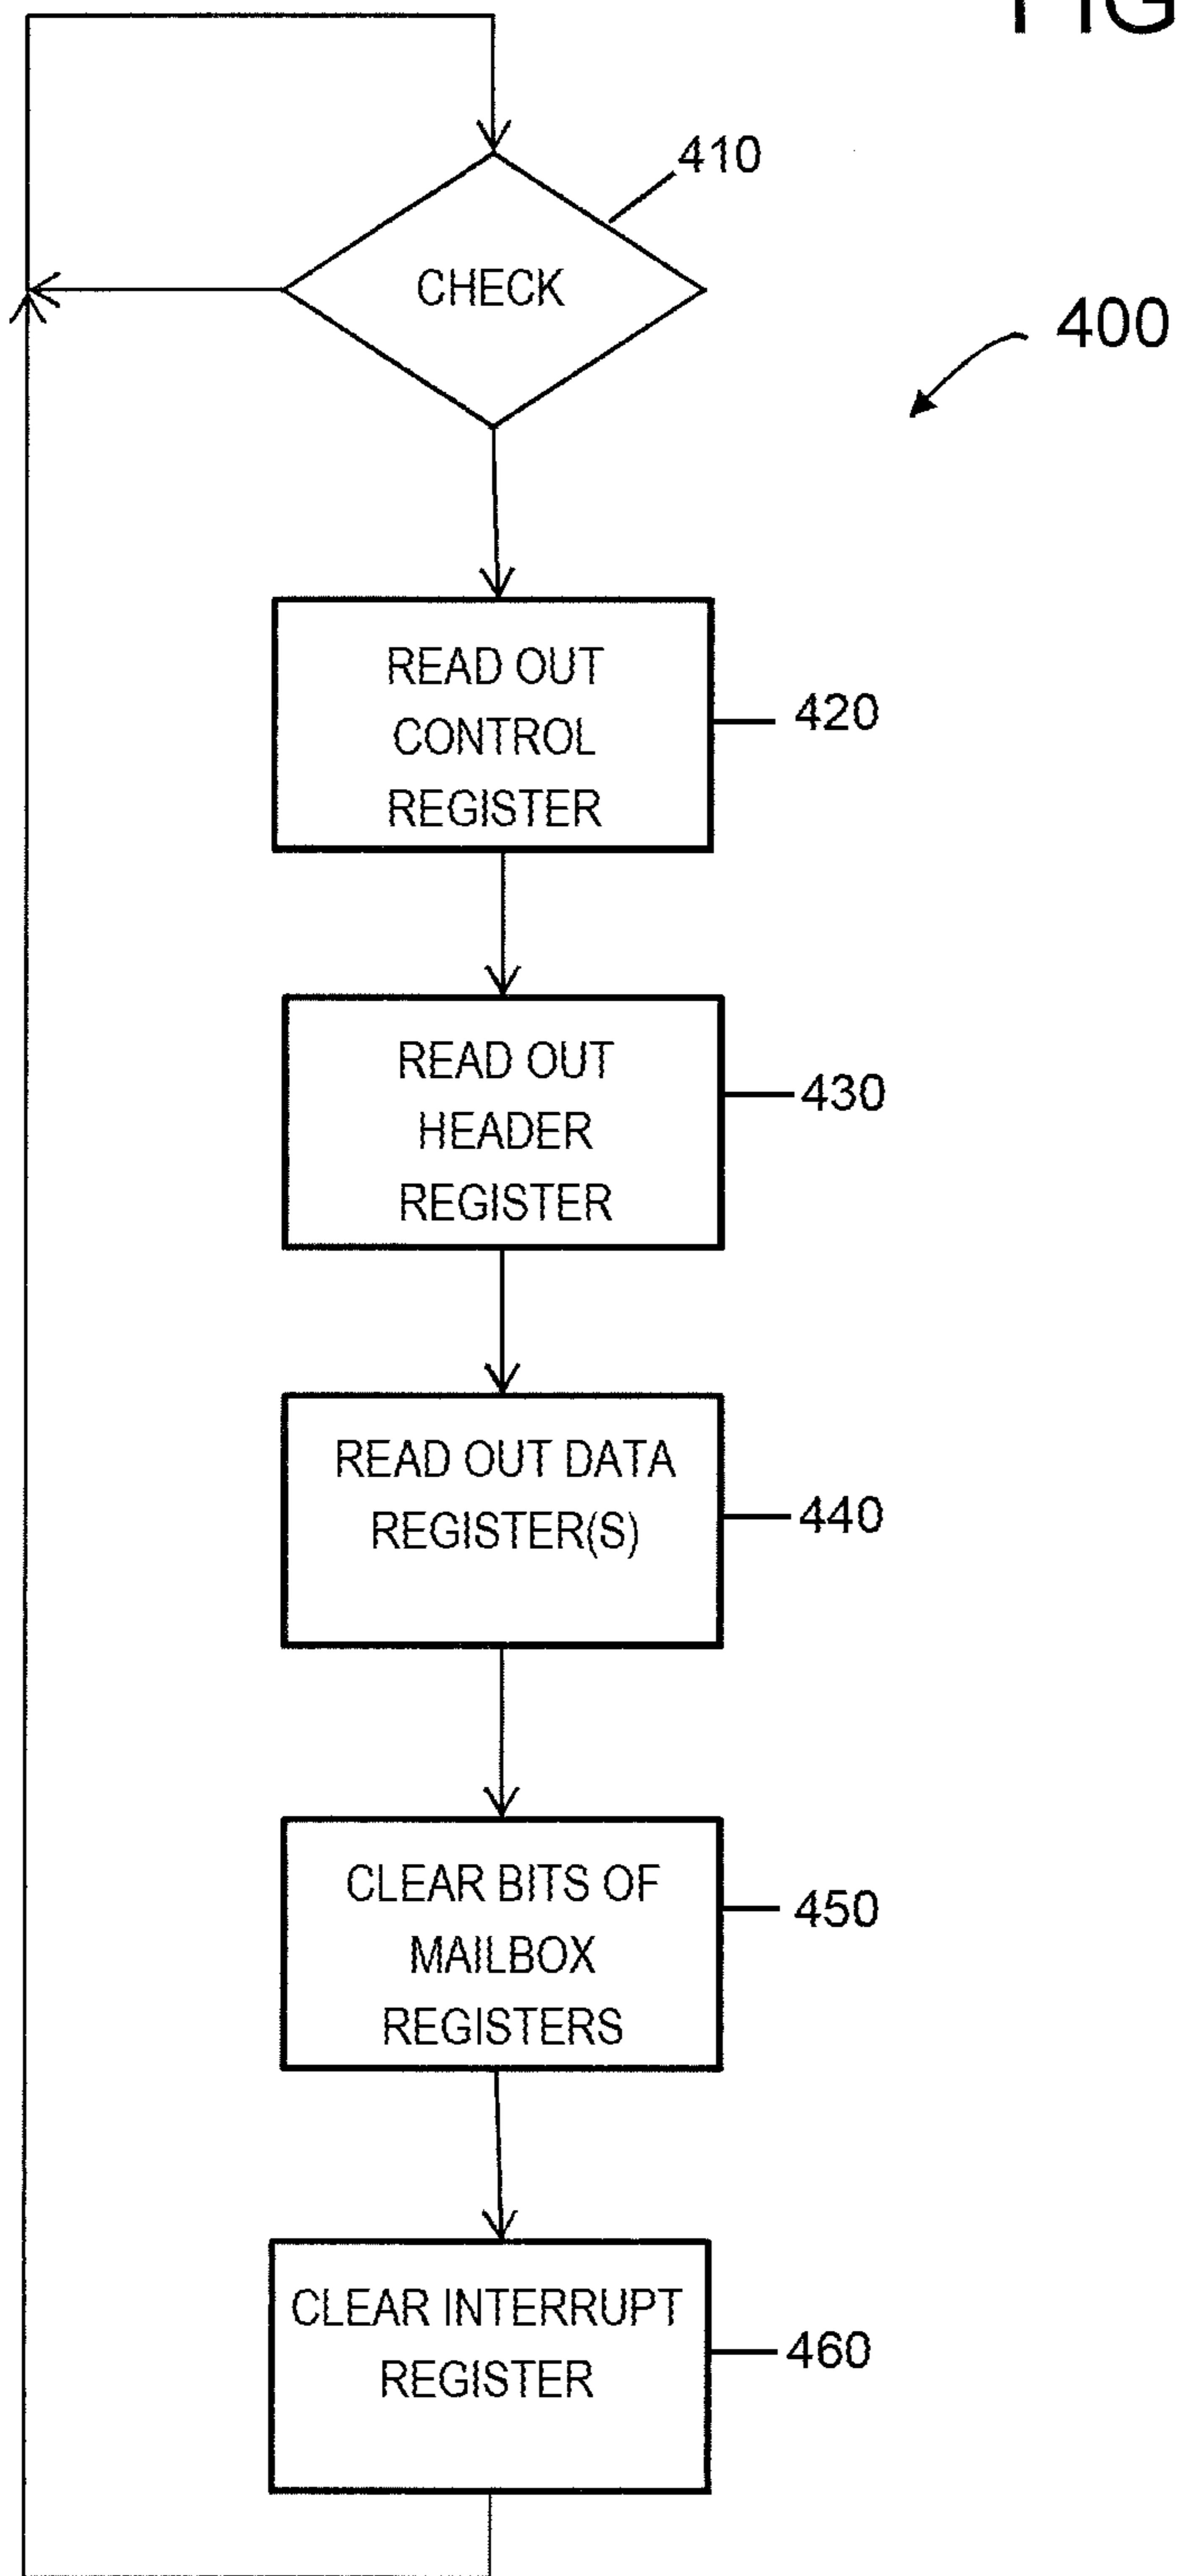 FIG
410
CHECK
400
READ OUT
CONTROL
REGISTER
420
READ OUT
HEADER
REGISTER
430
READ OUT DATA
REGISTER(S)
440
CLEAR BITS OF
MAILBOX
REGISTERS
450
CLEAR INTERRUPT
REGISTER
460